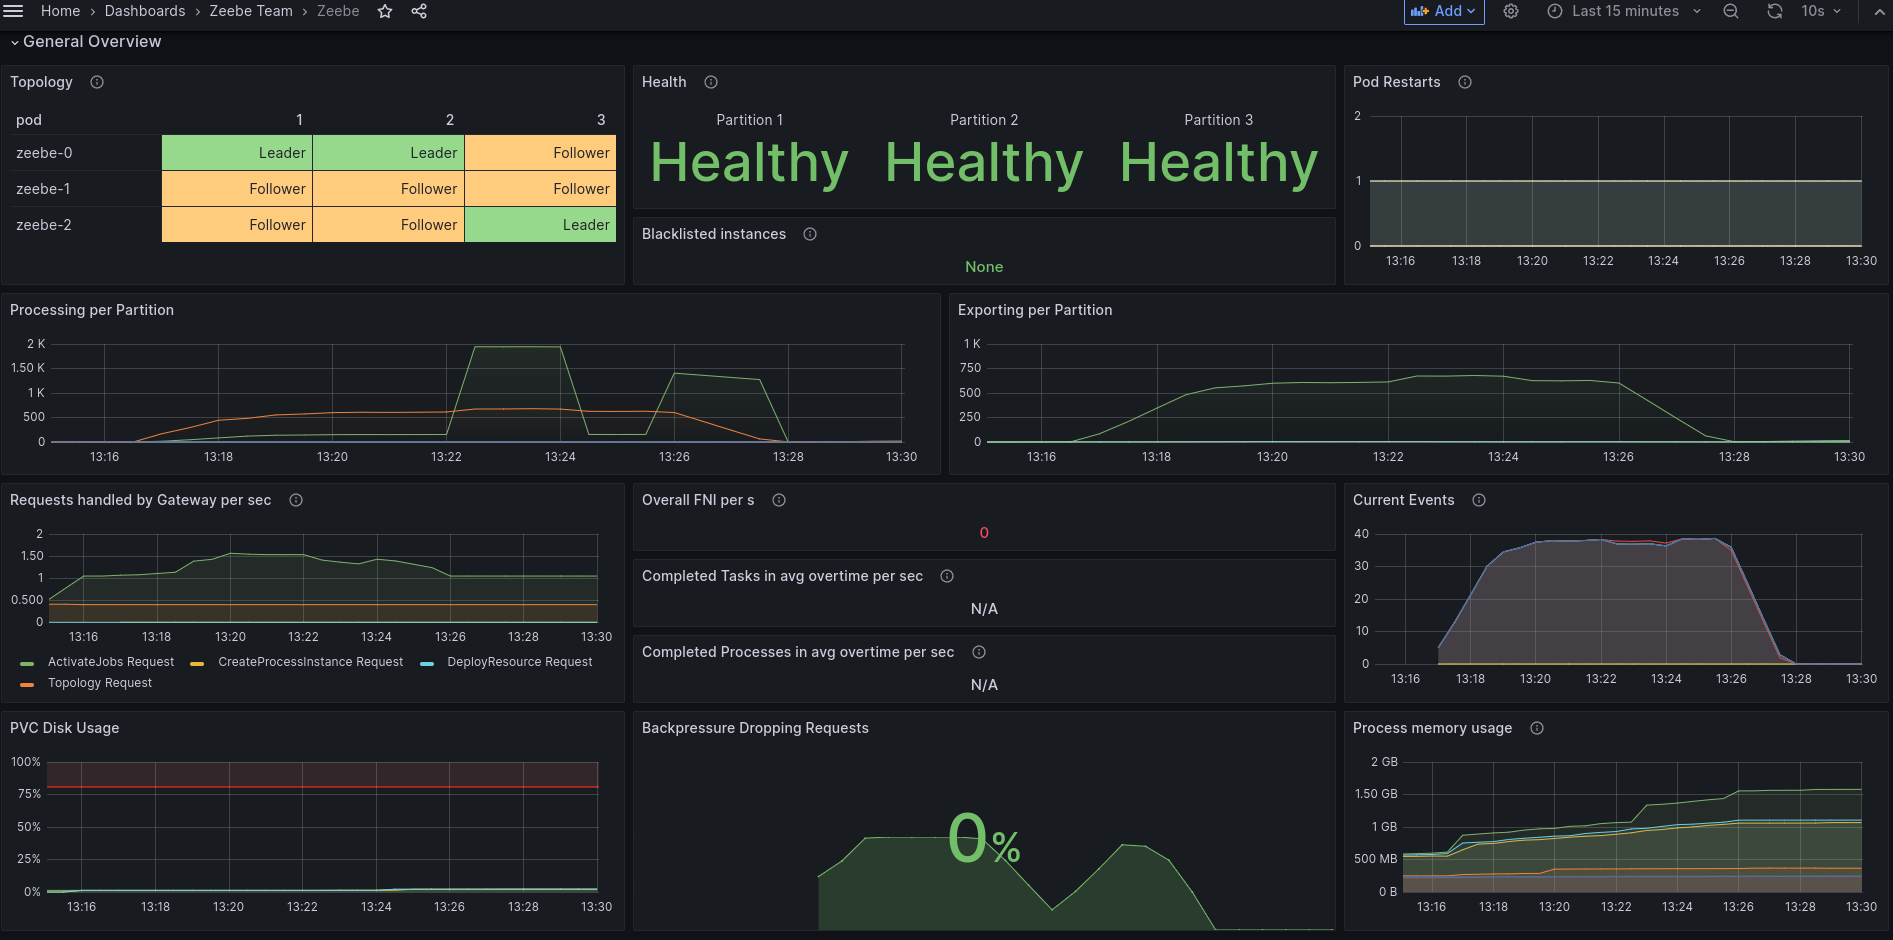 Home › Dashboards › Zeebe Team › Zeebe
Add
Last 15 minutes
10s
General Overview
Topology
pod 1 2 3
zeebe-0 Leader Leader Follower
zeebe-1 Follower Follower Follower
zeebe-2 Follower Follower Leader
Health
Partition 1 Partition 2 Partition 3
Healthy Healthy Healthy
Blacklisted instances
None
Pod Restarts
2
1
0
13:16 13:18 13:20 13:22 13:24 13:26 13:28 13:30
Processing per Partition
2 K
1.50 K
1 K
500
0
13:16 13:18 13:20 13:22 13:24 13:26 13:28 13:30
Exporting per Partition
1 K
750
500
250
0
13:16 13:18 13:20 13:22 13:24 13:26 13:28 13:30
Requests handled by Gateway per sec
2
1.50
1
0.500
0
13:16 13:18 13:20 13:22 13:24 13:26 13:28 13:30
ActivateJobs Request CreateProcessInstance Request DeployResource Request
Topology Request
Overall FNI per s
0
Completed Tasks in avg overtime per sec
N/A
Completed Processes in avg overtime per sec
N/A
Current Events
40
30
20
10
0
13:16 13:18 13:20 13:22 13:24 13:26 13:28 13:30
PVC Disk Usage
100%
75%
50%
25%
0%
13:16 13:18 13:20 13:22 13:24 13:26 13:28 13:30
Backpressure Dropping Requests
0%
Process memory usage
2 GB
1.50 GB
1 GB
500 MB
0 B
13:16 13:18 13:20 13:22 13:24 13:26 13:28 13:30